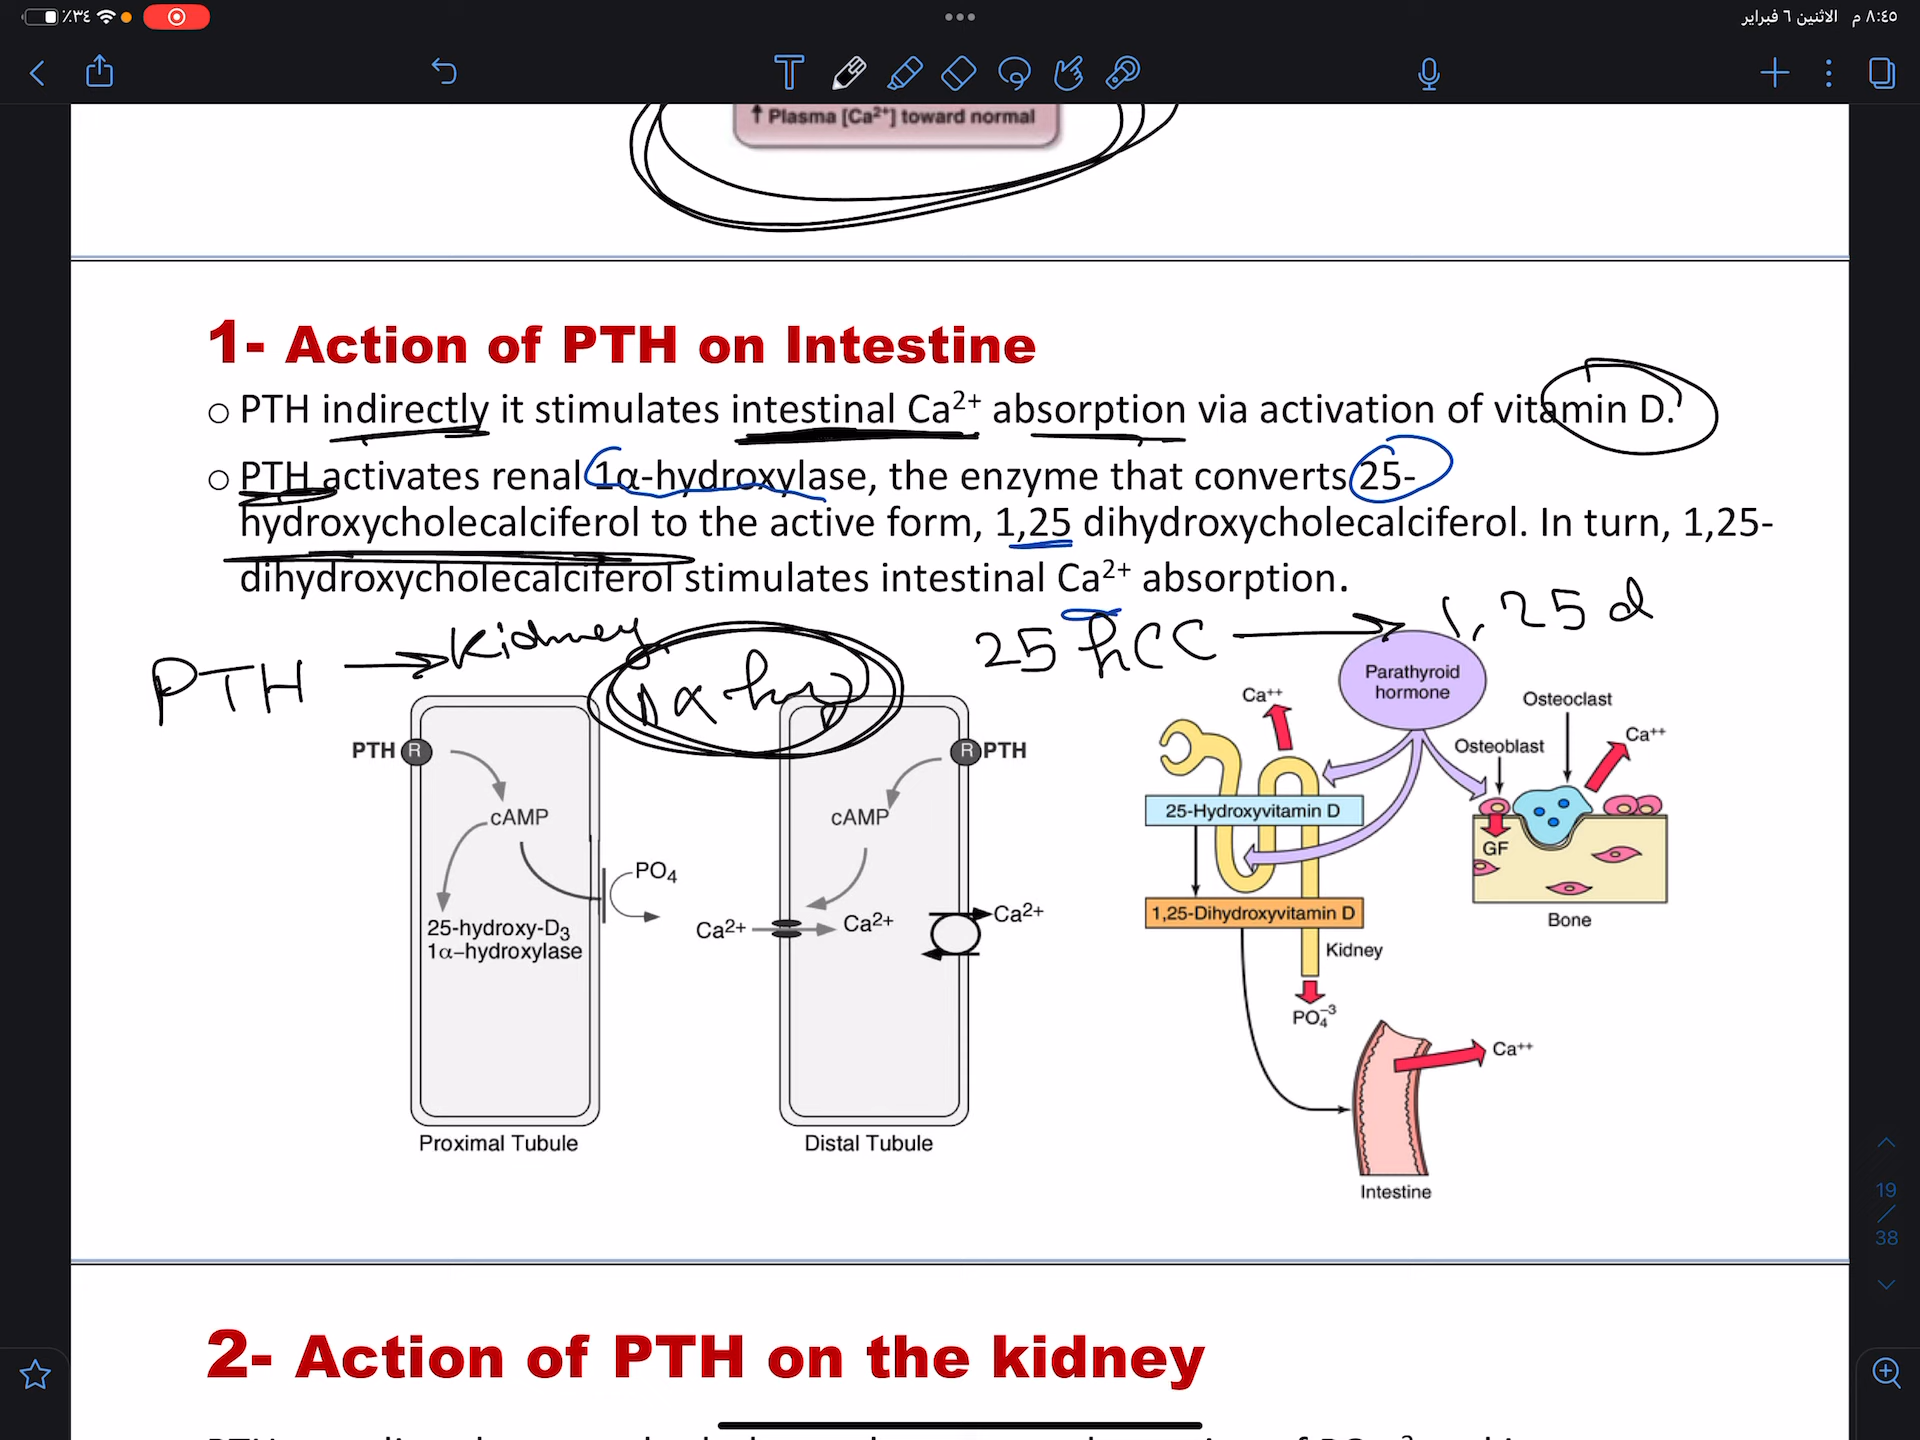 ٪٣٤
٨:٤٥ م الاثنين ٦ فبراير
↑ Plasma [Ca²⁺] toward normal
1- Action of PTH on Intestine
○ PTH indirectly it stimulates intestinal Ca²⁺ absorption via activation of vitamin D.
○ PTH activates renal 1α-hydroxylase, the enzyme that converts 25-
hydroxycholecalciferol to the active form, 1,25 dihydroxycholecalciferol. In turn, 1,25-
dihydroxycholecalciferol stimulates intestinal Ca²⁺ absorption.
PTH → Kidney
1α hy
25 hCC → 1,25 d
PTH R
cAMP
25-hydroxy-D₃
1α-hydroxylase
PO₄
Proximal Tubule
R PTH
cAMP
Ca2+
Ca2+
Ca2+
Distal Tubule
Parathyroid
hormone
Ca⁺⁺
Osteoclast
Osteoblast
Ca⁺⁺
25-Hydroxyvitamin D
GF
1,25-Dihydroxyvitamin D
Bone
Kidney
PO₄⁻³
Ca⁺⁺
Intestine
19
/
38
2- Action of PTH on the kidney